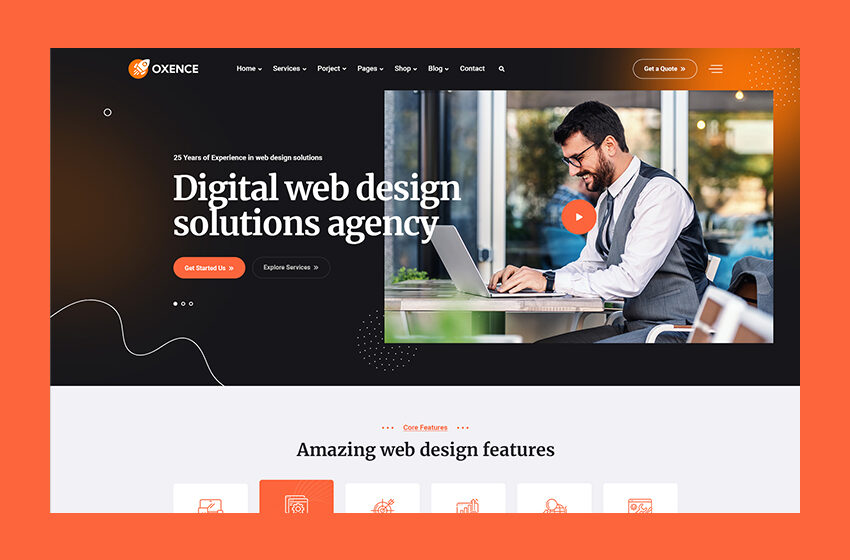 OXENCE
Home Services Porject Pages Shop Blog Contact
Get a Quote »
25 Years of Experience in web design solutions
Digital web design
solutions agency
Get Started Us »
Explore Services »
Core Features
Amazing web design features